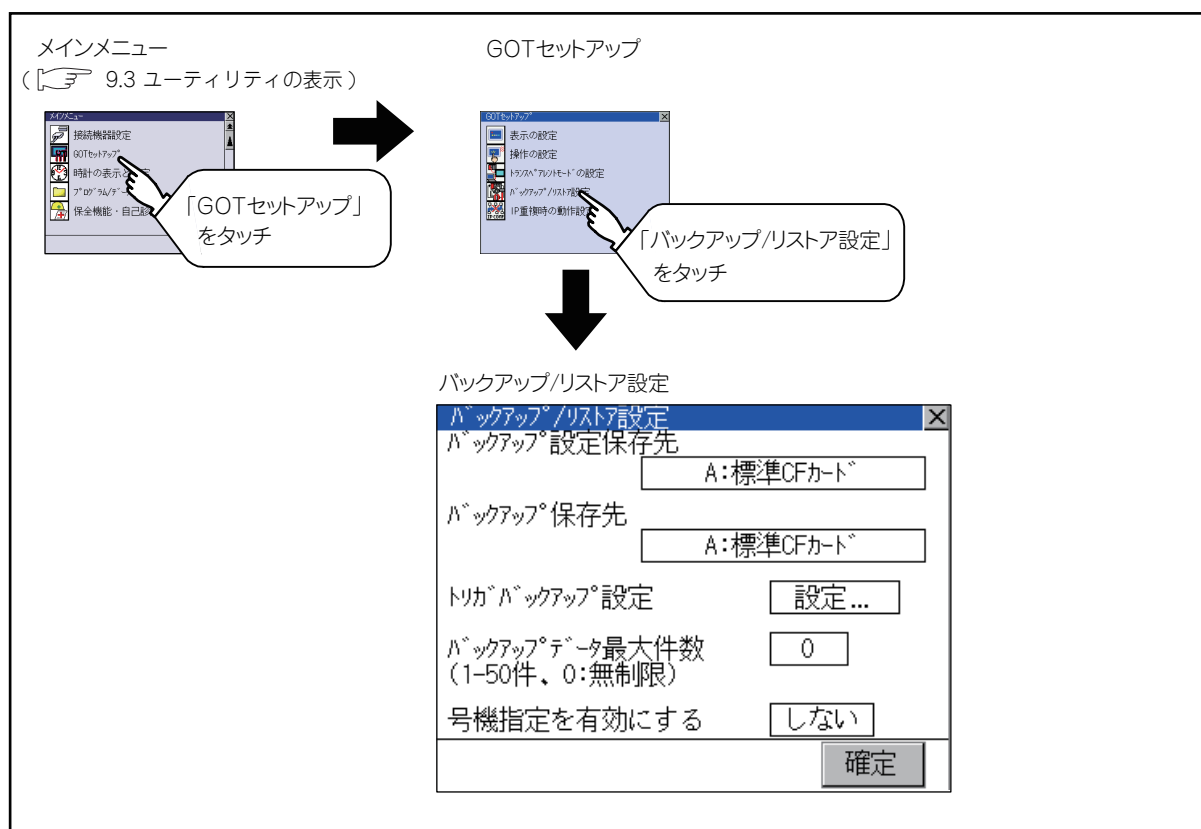 メインメニュー
(☞ 9.3 ユーティリティの表示)
GOTセットアップ
メインメニュー
接続機器設定
GOTセットアップ
時計の表示と
プログラム/デー
保全機能・自己診
「GOTセットアップ」
をタッチ
GOTセットアップ
表示の設定
操作の設定
トランスペアレントモードの設定
バックアップ/リストア設定
IP重複時の動作設
「バックアップ/リストア設定」
をタッチ
バックアップ/リストア設定
バックアップ/リストア設定
バックアップ設定保存先
A:標準CFカード
バックアップ保存先
A:標準CFカード
トリガバックアップ設定
設定...
バックアップデータ最大件数
(1-50件、0:無制限)
0
号機指定を有効にする
しない
確定